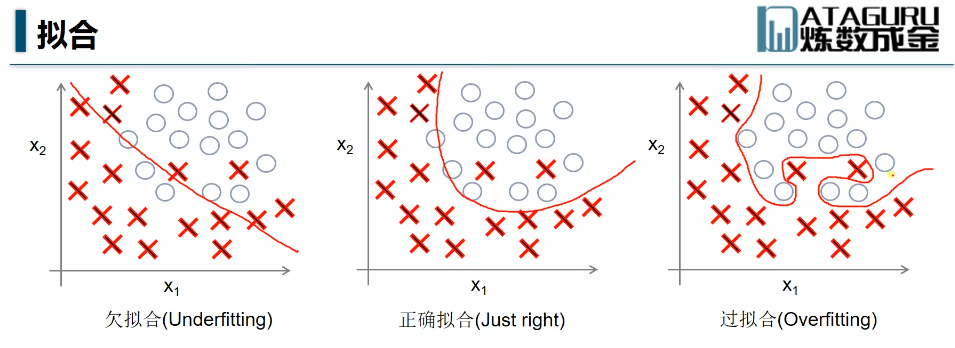 拟合
DATAGURU
炼数成金
x2
x1
欠拟合(Underfitting)
x2
x1
正确拟合(Just right)
x2
x1
过拟合(Overfitting)